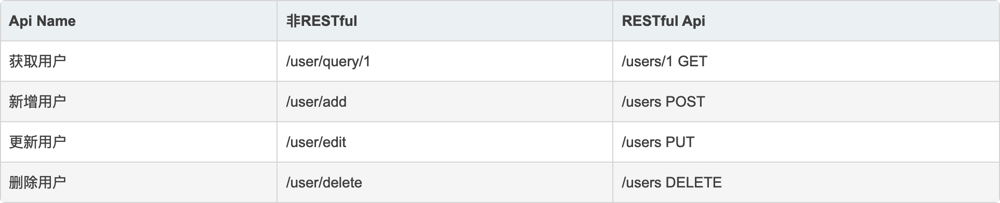 Api Name 非RESTful RESTful Api
获取用户 /user/query/1 /users/1 GET
新增用户 /user/add /users POST
更新用户 /user/edit /users PUT
删除用户 /user/delete /users DELETE